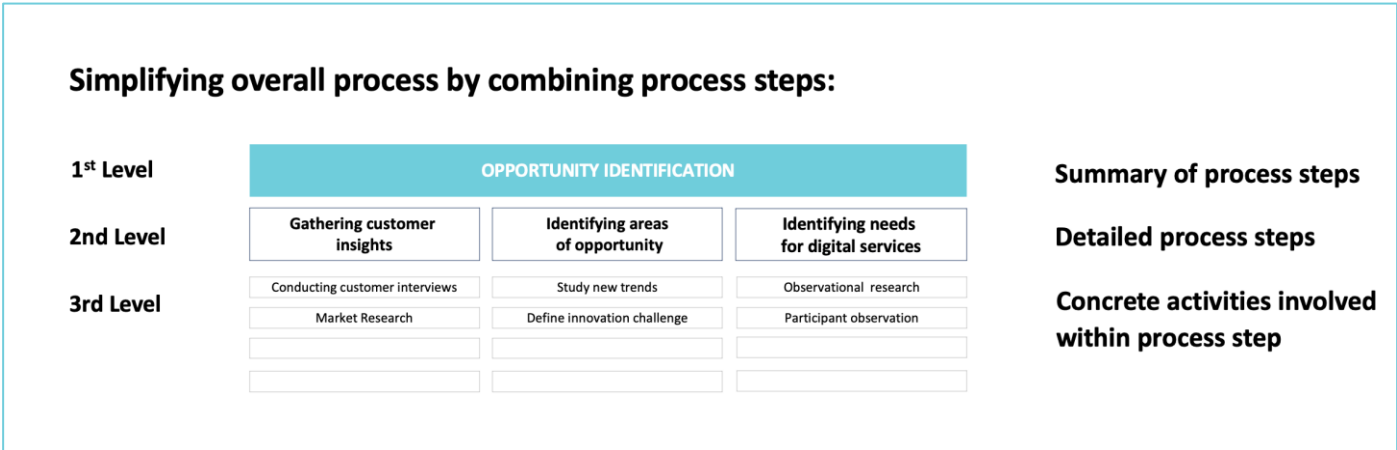 Simplifying overall process by combining process steps:
1st Level
OPPORTUNITY IDENTIFICATION
Summary of process steps
2nd Level
Gathering customer
insights
Identifying areas
of opportunity
Identifying needs
for digital services
Detailed process steps
3rd Level
Conducting customer interviews
Study new trends
Observational research
Market Research
Define innovation challenge
Participant observation
Concrete activities involved
within process step